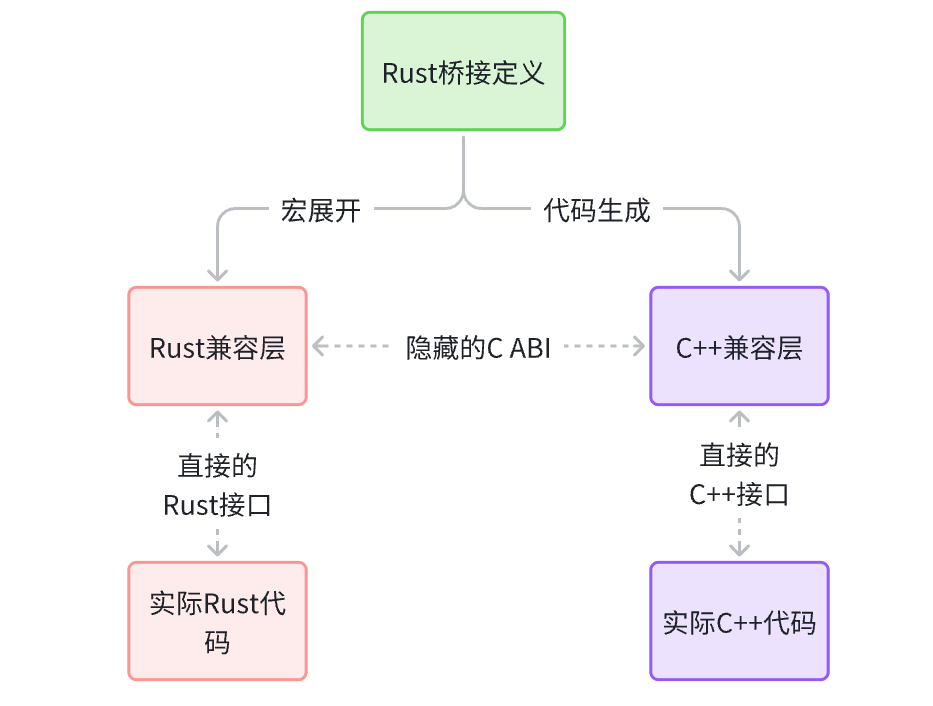 Rust桥接定义
宏展开
代码生成
Rust兼容层
隐藏的C ABI
C++兼容层
直接的
Rust接口
直接的
C++接口
实际Rust代
码
实际C++代码